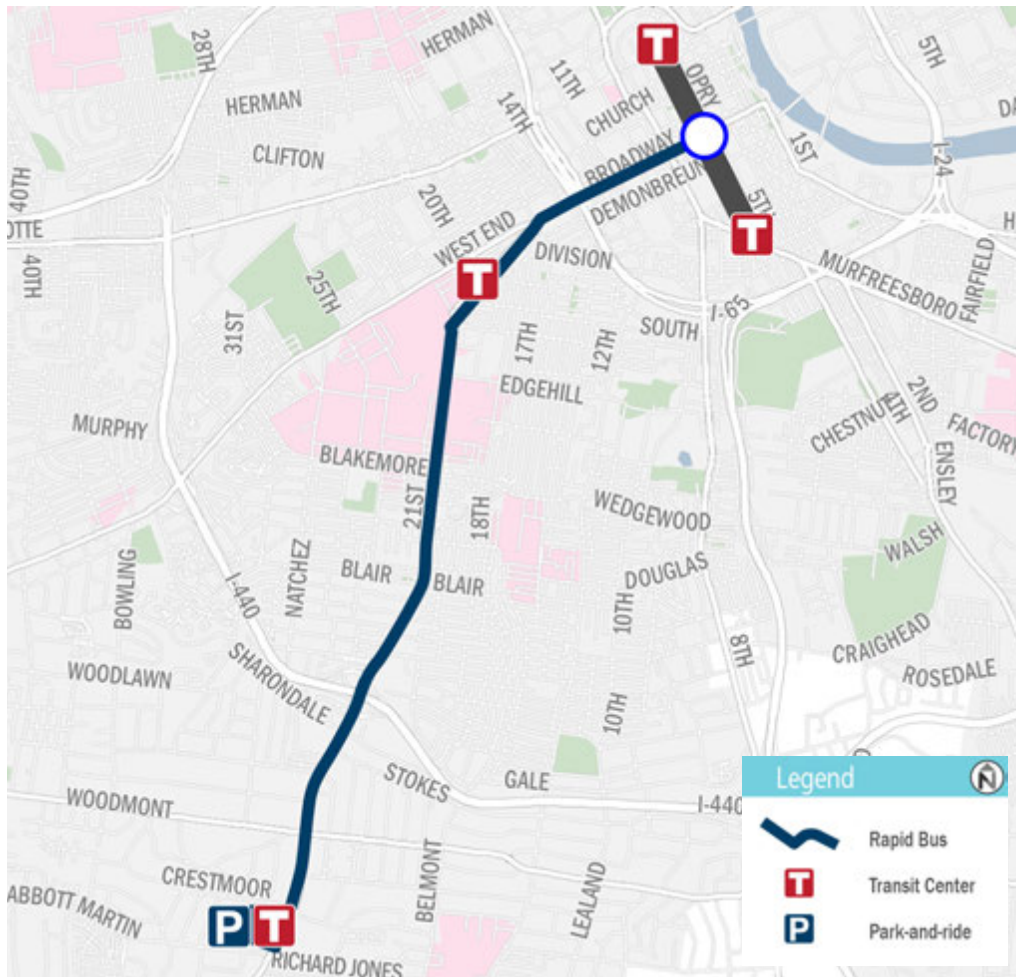 28TH
HERMAN
T
OPRY
5TH
11TH
HERMAN
14TH
CHURCH
1ST
I-24
CLIFTON
BROADWAY
DEMONBREUN
40TH
20TH
WEST END
5TH
T
OTTE
40TH
DIVISION
T
25TH
MURFREESBORO
FAIRFIELD
31ST
I-65
SOUTH
17TH
12TH
EDGEHILL
MURPHY
CHESTNUT
4TH
2ND
FACTORY
BLAKEMORE
ENSLEY
21ST
18TH
WEDGEWOOD
WALSH
BOWLING
NATCHEZ
BLAIR
BLAIR
DOUGLAS
I-440
10TH
CRAIGHEAD
8TH
ROSEDALE
WOODLAWN
SHARONDALE
10TH
STOKES
GALE
I-440
WOODMONT
CRESTMOOR
BELMONT
LEALAND
ABBOTT MARTIN
P
T
RICHARD JONES
Legend
N
Rapid Bus
T
Transit Center
P
Park-and-ride